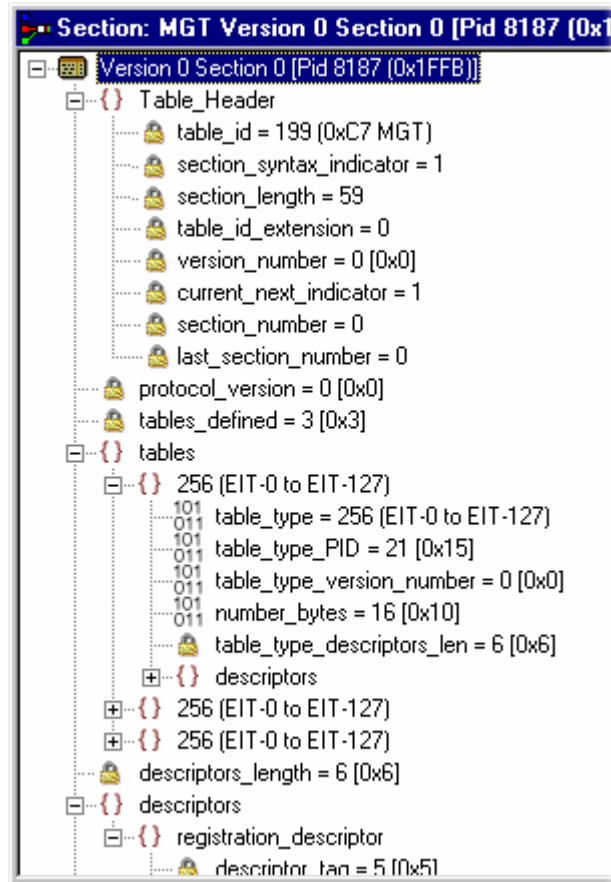 Section: MGT Version 0 Section 0 [Pid 8187 (0x1
Version 0 Section 0 [Pid 8187 (0x1FFB)]
{} Table_Header
table_id = 199 (0xC7 MGT)
section_syntax_indicator = 1
section_length = 59
table_id_extension = 0
version_number = 0 [0x0]
current_next_indicator = 1
section_number = 0
last_section_number = 0
protocol_version = 0 [0x0]
tables_defined = 3 [0x3]
{} tables
{} 256 (EIT-0 to EIT-127)
101 011 table_type = 256 (EIT-0 to EIT-127)
101 011 table_type_PID = 21 [0x15]
101 011 table_type_version_number = 0 [0x0]
101 011 number_bytes = 16 [0x10]
table_type_descriptors_len = 6 [0x6]
{} descriptors
{} 256 (EIT-0 to EIT-127)
{} 256 (EIT-0 to EIT-127)
descriptors_length = 6 [0x6]
{} descriptors
{} registration_descriptor
descriptor_tag = 5 [0x5]